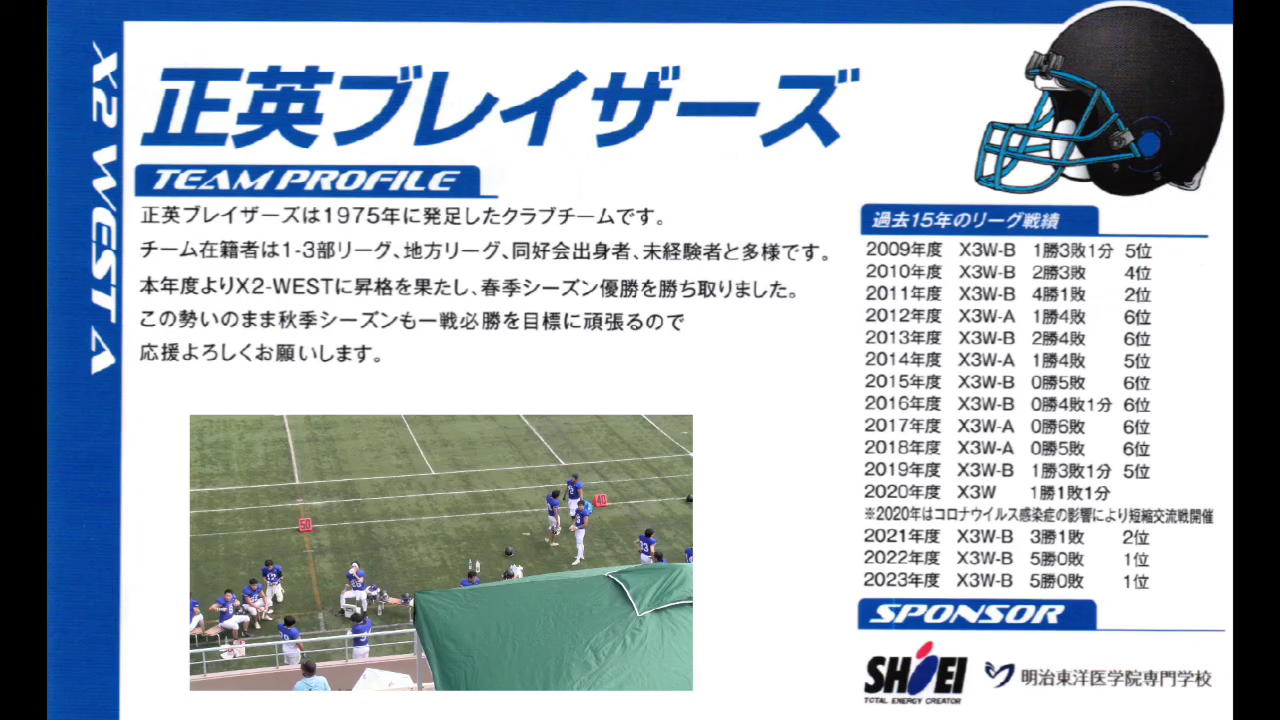 X2 WEST A
正英ブレイザーズ
TEAM PROFILE
正英ブレイザーズは1975年に発足したクラブチームです。
チーム在籍者は1-3部リーグ、地方リーグ、同好会出身者、未経験者と多様です。
本年度よりX2-WESTに昇格を果たし、春季シーズン優勝を勝ち取りました。
この勢いのまま秋季シーズンも一戦必勝を目標に頑張るので
応援よろしくお願いします。
50
40
過去15年のリーグ戦績
2009年度 X3W-B 1勝3敗1分 5位
2010年度 X3W-B 2勝3敗 4位
2011年度 X3W-B 4勝1敗 2位
2012年度 X3W-A 1勝4敗 6位
2013年度 X3W-B 2勝4敗 6位
2014年度 X3W-A 1勝4敗 5位
2015年度 X3W-B 0勝5敗 6位
2016年度 X3W-B 0勝4敗1分 6位
2017年度 X3W-A 0勝6敗 6位
2018年度 X3W-A 0勝5敗 6位
2019年度 X3W-B 1勝3敗1分 5位
2020年度 X3W 1勝1敗1分
※2020年はコロナウイルス感染症の影響により短縮交流戦開催
2021年度 X3W-B 3勝1敗 2位
2022年度 X3W-B 5勝0敗 1位
2023年度 X3W-B 5勝0敗 1位
SPONSOR
SHOEI
TOTAL ENERGY CREATOR
明治東洋医学院専門学校